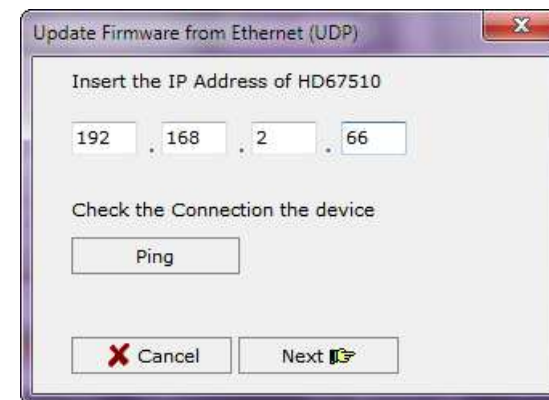 Update Firmware from Ethernet (UDP)
Insert the IP Address of HD67510
192 . 168 . 2 . 66
Check the Connection the device
Ping
Cancel Next